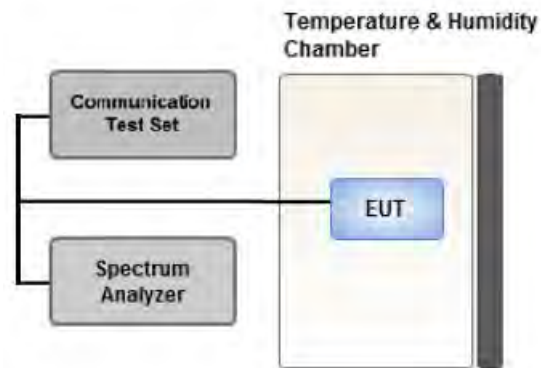 Temperature & Humidity
Chamber
Communication
Test Set
EUT
Spectrum
Analyzer